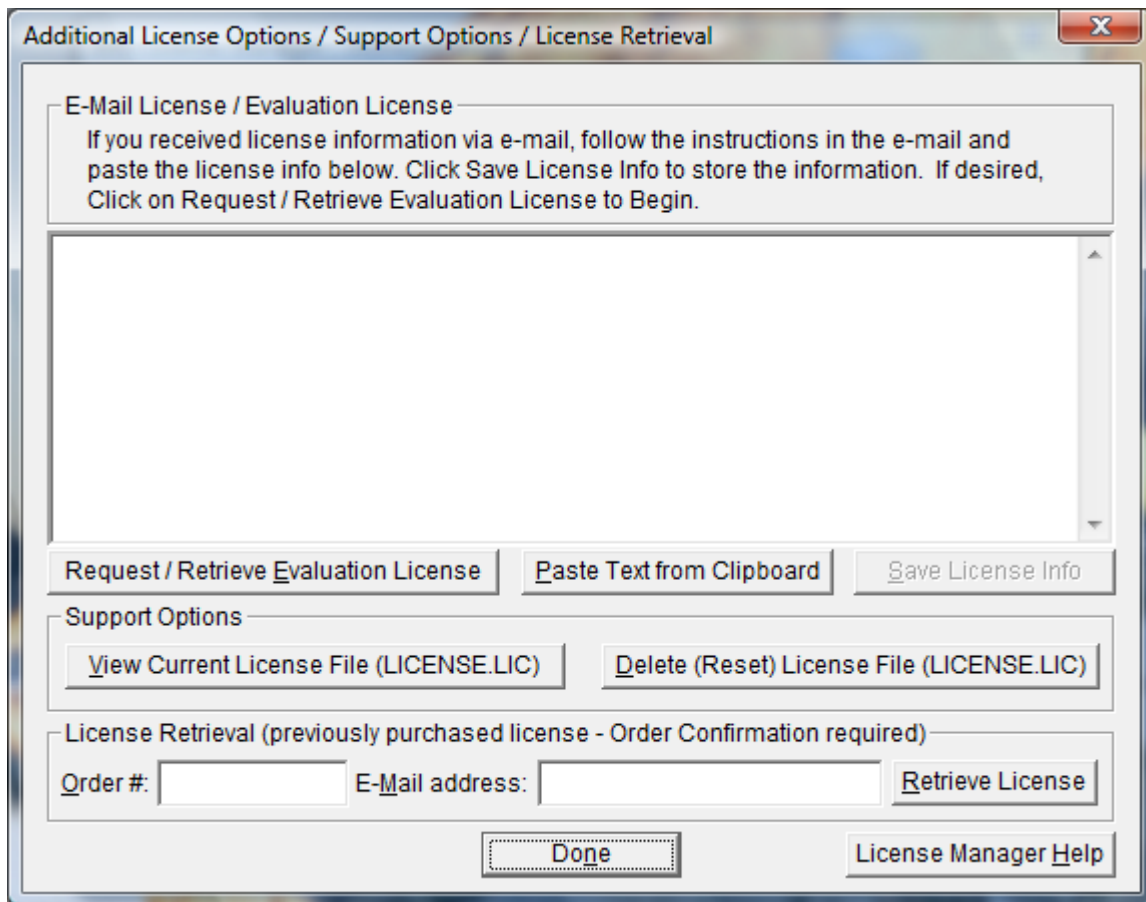 Additional License Options / Support Options / License Retrieval
E-Mail License / Evaluation License
If you received license information via e-mail, follow the instructions in the e-mail and
paste the license info below. Click Save License Info to store the information.  If desired,
Click on Request / Retrieve Evaluation License to Begin.
Request / Retrieve Evaluation License
Paste Text from Clipboard
Save License Info
Support Options
View Current License File (LICENSE.LIC)
Delete (Reset) License File (LICENSE.LIC)
License Retrieval (previously purchased license - Order Confirmation required)
Order #:
E-Mail address:
Retrieve License
Done
License Manager Help